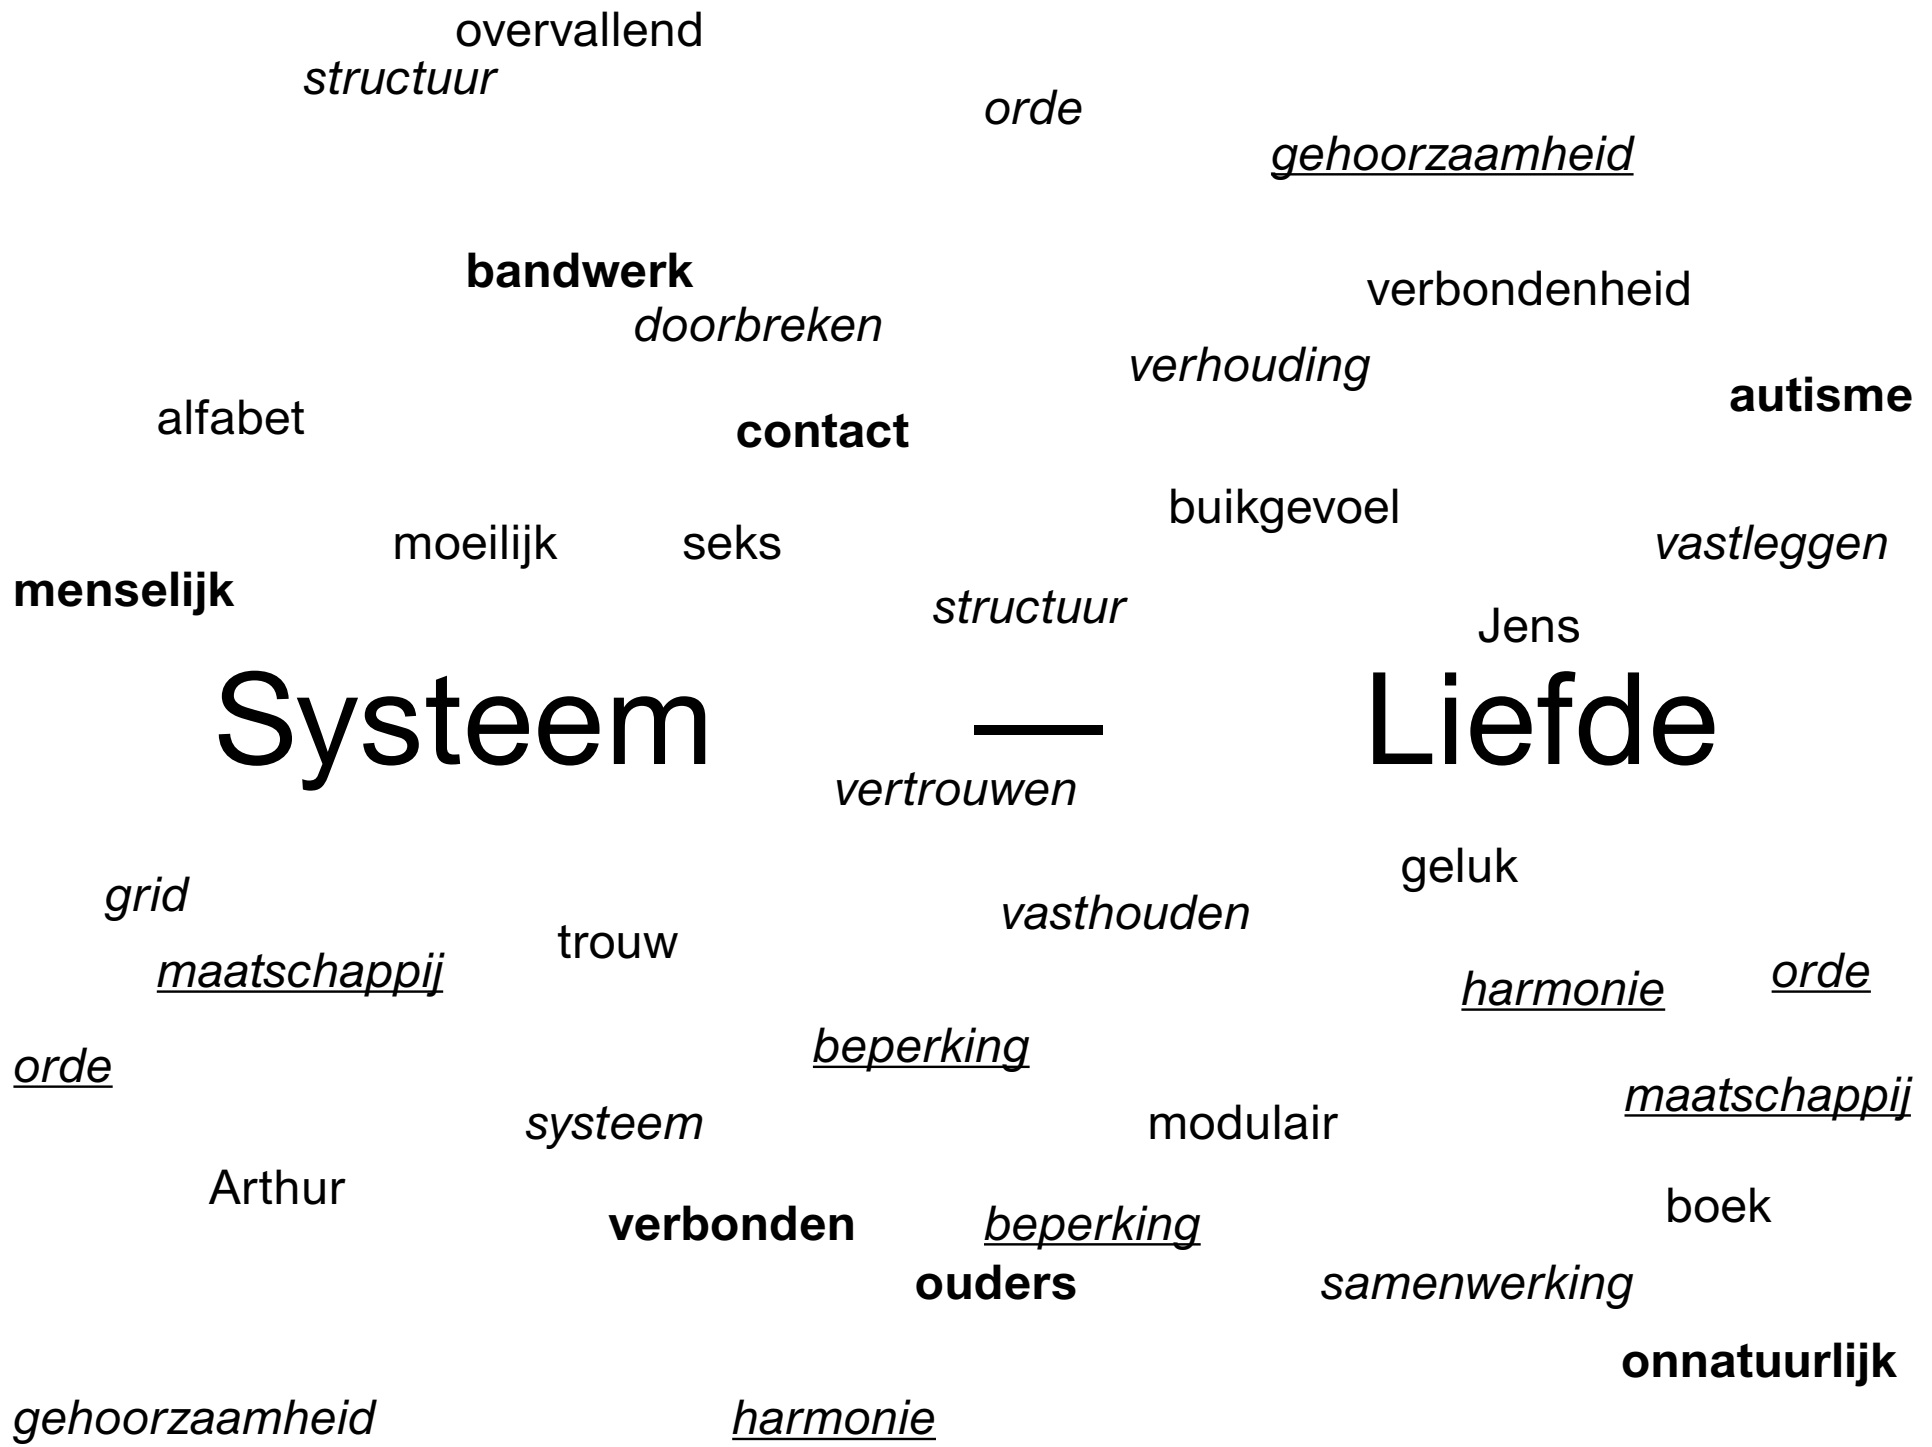 overvallend
structuur
orde
gehoorzaamheid
bandwerk
verbondenheid
doorbreken
verhouding
autisme
alfabet
contact
buikgevoel
moeilijk
seks
vastleggen
menselijk
structuur
Jens
Systeem — Liefde
vertrouwen
geluk
grid
vasthouden
trouw
maatschappij
harmonie
orde
beperking
orde
maatschappij
systeem
modulair
Arthur
boek
verbonden
beperking
ouders
samenwerking
onnatuurlijk
gehoorzaamheid
harmonie